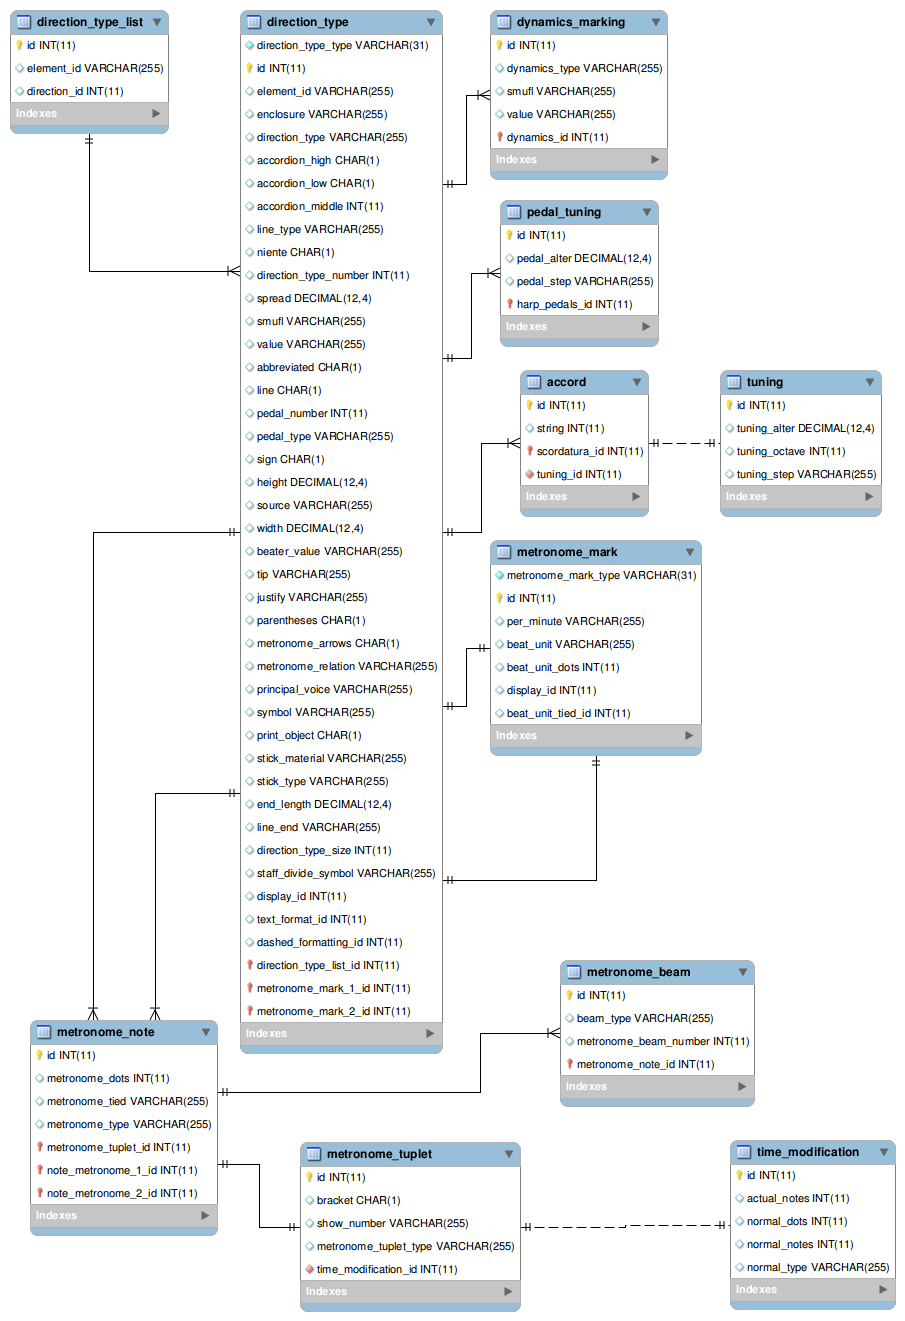 direction_type_list
id INT(11)
element_id VARCHAR(255)
direction_id INT(11)
Indexes
direction_type
direction_type_type VARCHAR(31)
id INT(11)
element_id VARCHAR(255)
enclosure VARCHAR(255)
direction_type VARCHAR(255)
accordion_high CHAR(1)
accordion_low CHAR(1)
accordion_middle INT(11)
line_type VARCHAR(255)
niente CHAR(1)
direction_type_number INT(11)
spread DECIMAL(12,4)
smufl VARCHAR(255)
value VARCHAR(255)
abbreviated CHAR(1)
line CHAR(1)
pedal_number INT(11)
pedal_type VARCHAR(255)
sign CHAR(1)
height DECIMAL(12,4)
source VARCHAR(255)
width DECIMAL(12,4)
beater_value VARCHAR(255)
tip VARCHAR(255)
justify VARCHAR(255)
parentheses CHAR(1)
metronome_arrows CHAR(1)
metronome_relation VARCHAR(255)
principal_voice VARCHAR(255)
symbol VARCHAR(255)
print_object CHAR(1)
stick_material VARCHAR(255)
stick_type VARCHAR(255)
end_length DECIMAL(12,4)
line_end VARCHAR(255)
direction_type_size INT(11)
staff_divide_symbol VARCHAR(255)
display_id INT(11)
text_format_id INT(11)
dashed_formatting_id INT(11)
direction_type_list_id INT(11)
metronome_mark_1_id INT(11)
metronome_mark_2_id INT(11)
Indexes
dynamics_marking
id INT(11)
dynamics_type VARCHAR(255)
smufl VARCHAR(255)
value VARCHAR(255)
dynamics_id INT(11)
Indexes
pedal_tuning
id INT(11)
pedal_alter DECIMAL(12,4)
pedal_step VARCHAR(255)
harp_pedals_id INT(11)
Indexes
accord
id INT(11)
string INT(11)
scordatura_id INT(11)
tuning_id INT(11)
Indexes
tuning
id INT(11)
tuning_alter DECIMAL(12,4)
tuning_octave INT(11)
tuning_step VARCHAR(255)
Indexes
metronome_mark
metronome_mark_type VARCHAR(31)
id INT(11)
per_minute VARCHAR(255)
beat_unit VARCHAR(255)
beat_unit_dots INT(11)
display_id INT(11)
beat_unit_tied_id INT(11)
Indexes
metronome_beam
id INT(11)
beam_type VARCHAR(255)
metronome_beam_number INT(11)
metronome_note_id INT(11)
Indexes
metronome_note
id INT(11)
metronome_dots INT(11)
metronome_tied VARCHAR(255)
metronome_type VARCHAR(255)
metronome_tuplet_id INT(11)
note_metronome_1_id INT(11)
note_metronome_2_id INT(11)
Indexes
metronome_tuplet
id INT(11)
bracket CHAR(1)
show_number VARCHAR(255)
metronome_tuplet_type VARCHAR(255)
time_modification_id INT(11)
Indexes
time_modification
id INT(11)
actual_notes INT(11)
normal_dots INT(11)
normal_notes INT(11)
normal_type VARCHAR(255)
Indexes